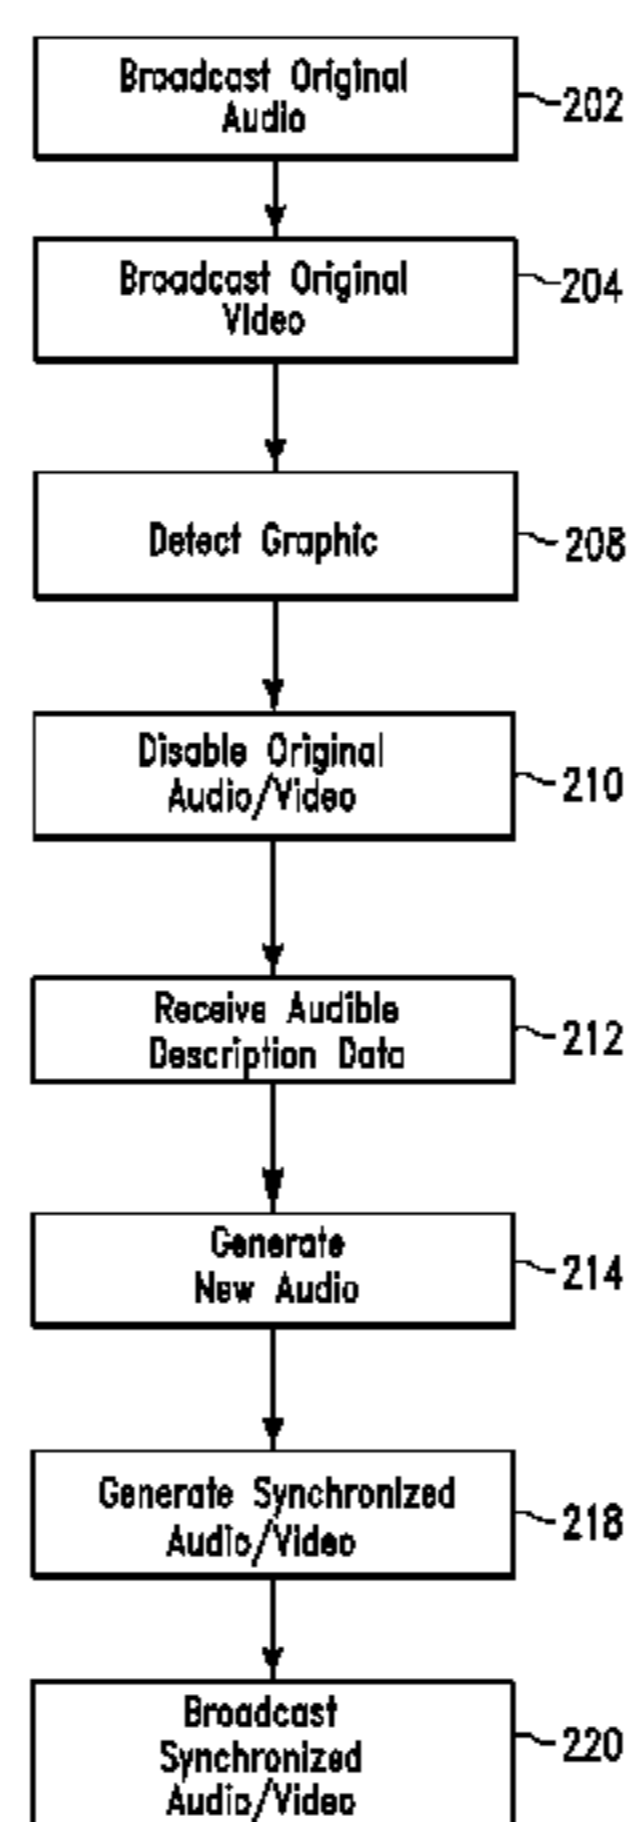 Broadcast Original
Audio
202
Broadcast Original
Video
204
Detect Graphic
208
Disable Original
Audio/Video
210
Receive Audible
Description Data
212
Generate
New Audio
214
Generate Synchronized
Audio/Video
218
Broadcast
Synchronized
Audio/Video
220